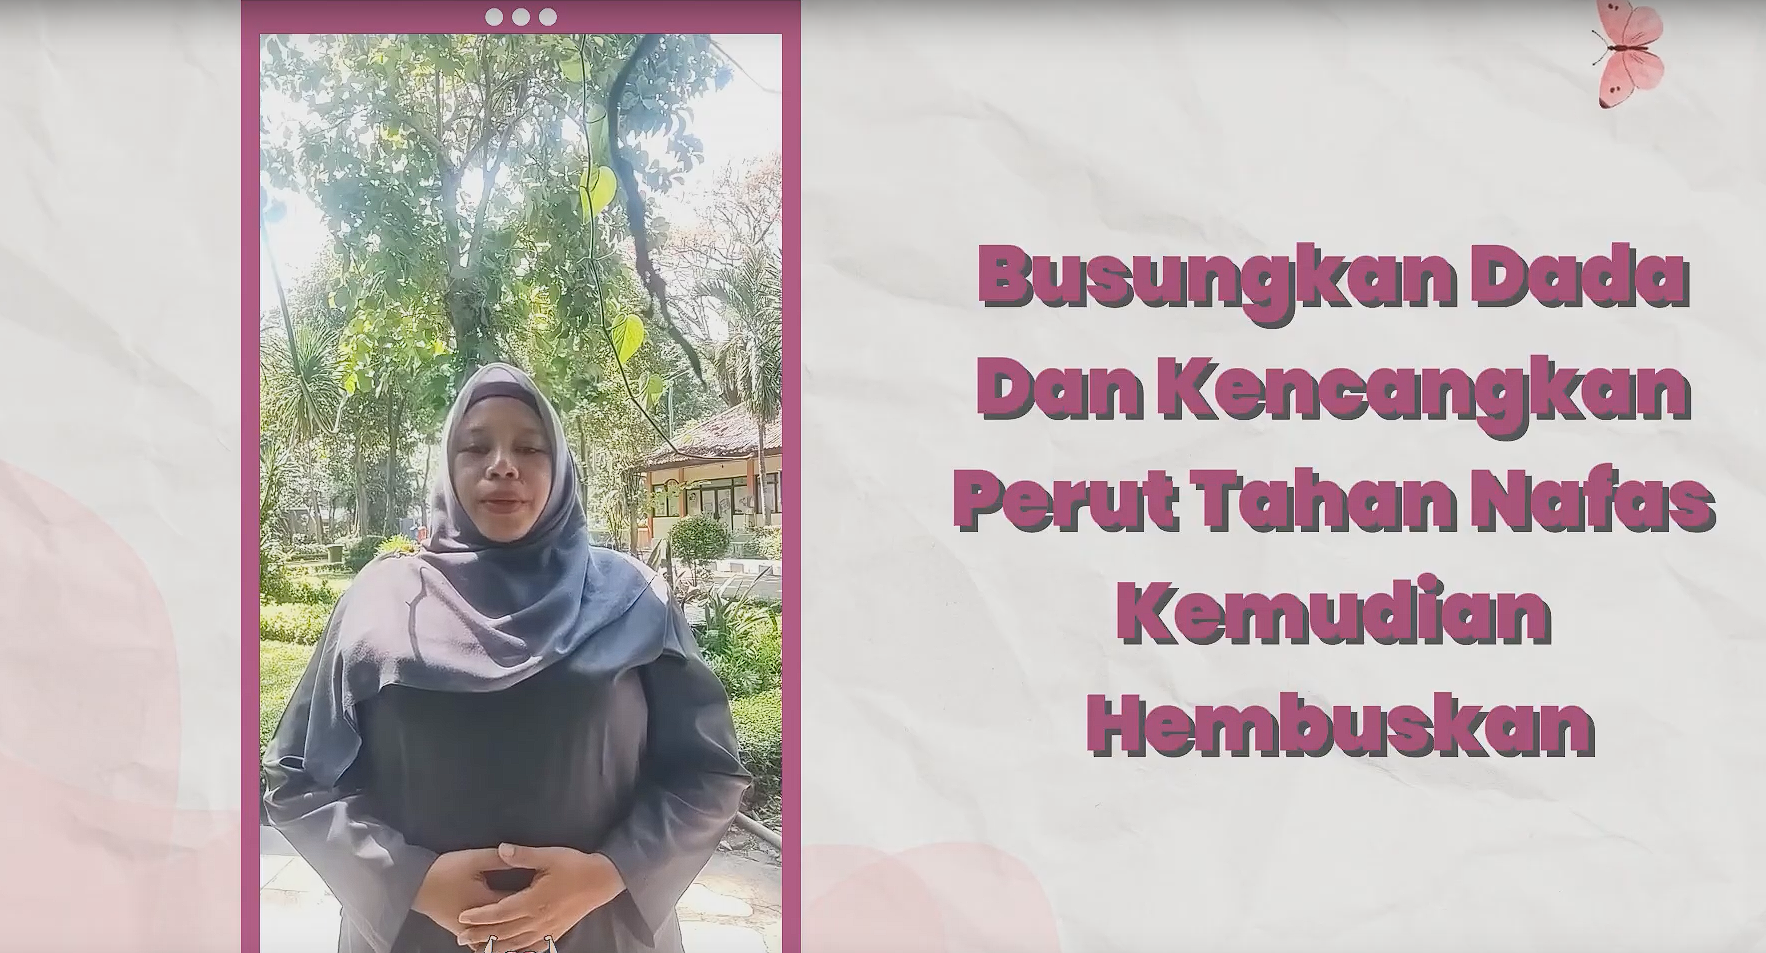 Busungkan Dada
Dan Kencangkan
Perut Tahan Nafas
Kemudian
Hembuskan